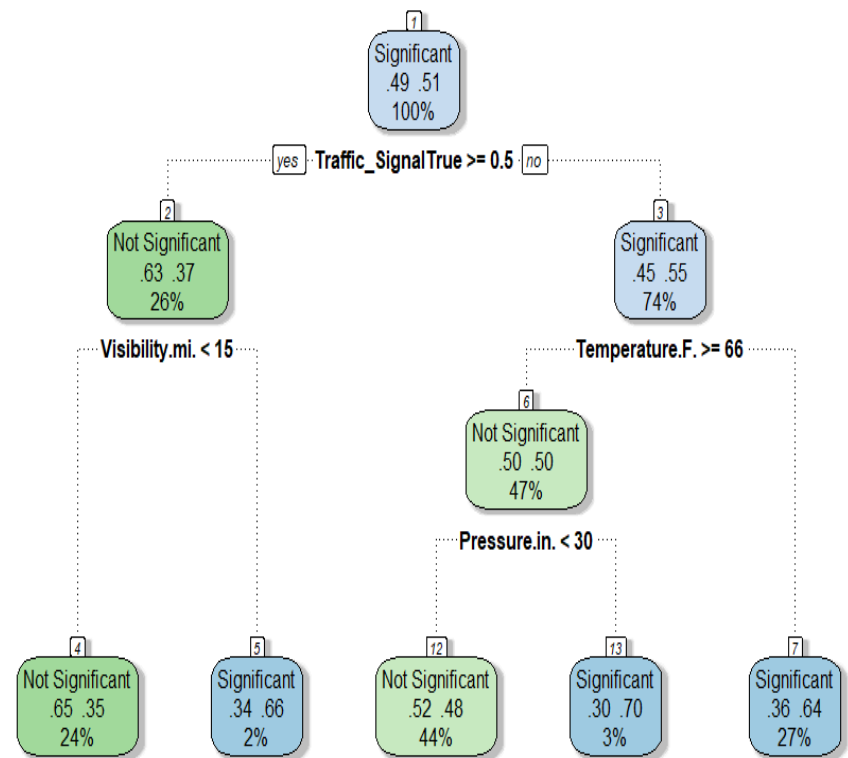 1
Significant
.49 .51
100%
yes Traffic_SignalTrue >= 0.5 no
2
Not Significant
.63 .37
26%
3
Significant
.45 .55
74%
Visibility.mi. < 15
Temperature.F. >= 66
6
Not Significant
.50 .50
47%
Pressure.in. < 30
4
Not Significant
.65 .35
24%
5
Significant
.34 .66
2%
12
Not Significant
.52 .48
44%
13
Significant
.30 .70
3%
7
Significant
.36 .64
27%